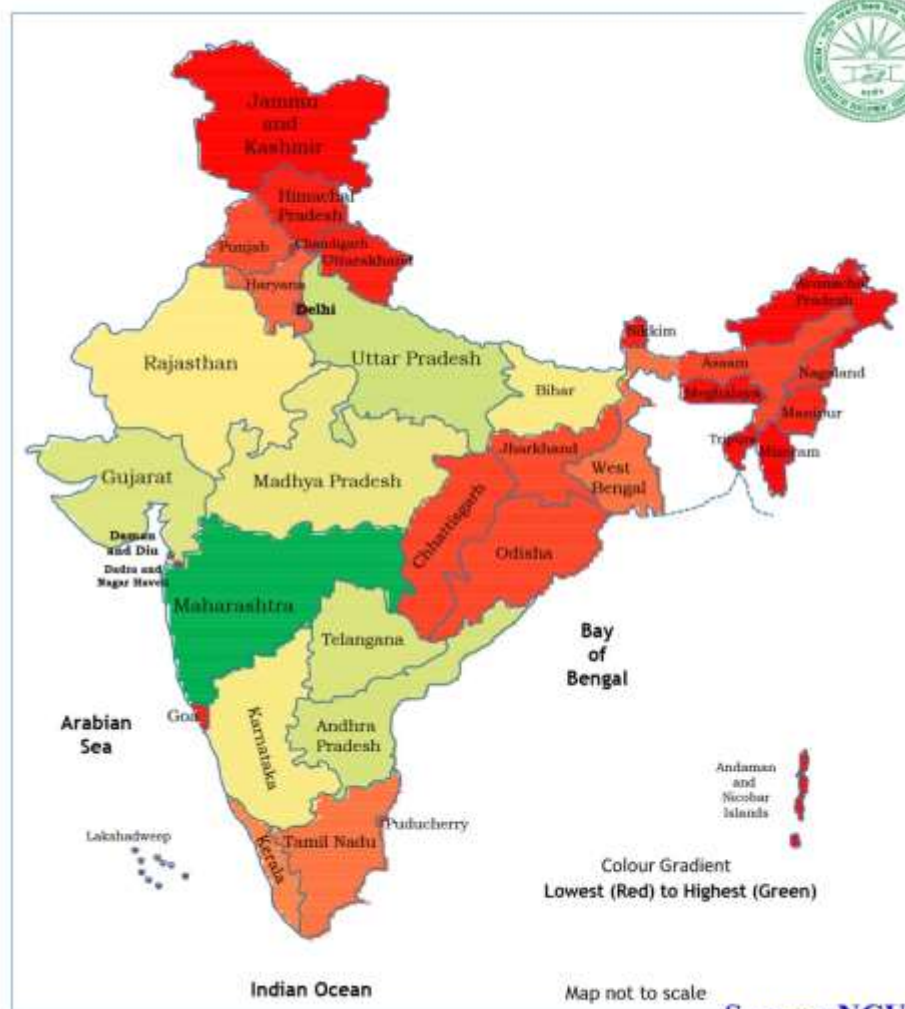 Jammu
and
Kashmir
Himachal
Pradesh
Punjab
Chandigarh
Uttarakhand
Haryana
Delhi
Arunachal
Pradesh
Sikkim
Rajasthan
Uttar Pradesh
Assam
Nagaland
Bihar
Meghalaya
Manipur
Tripura
Mizoram
Jharkhand
Gujarat
Madhya Pradesh
West
Bengal
Chhattisgarh
Odisha
Daman
and Diu
Dadra and
Nagar Haveli
Maharashtra
Telangana
Bay
of
Bengal
Goa
Arabian
Sea
Karnataka
Andhra
Pradesh
Andaman
and
Nicobar
Islands
Puducherry
Lakshadweep
Kerala
Tamil Nadu
Colour Gradient
Lowest (Red) to Highest (Green)
Indian Ocean
Map not to scale